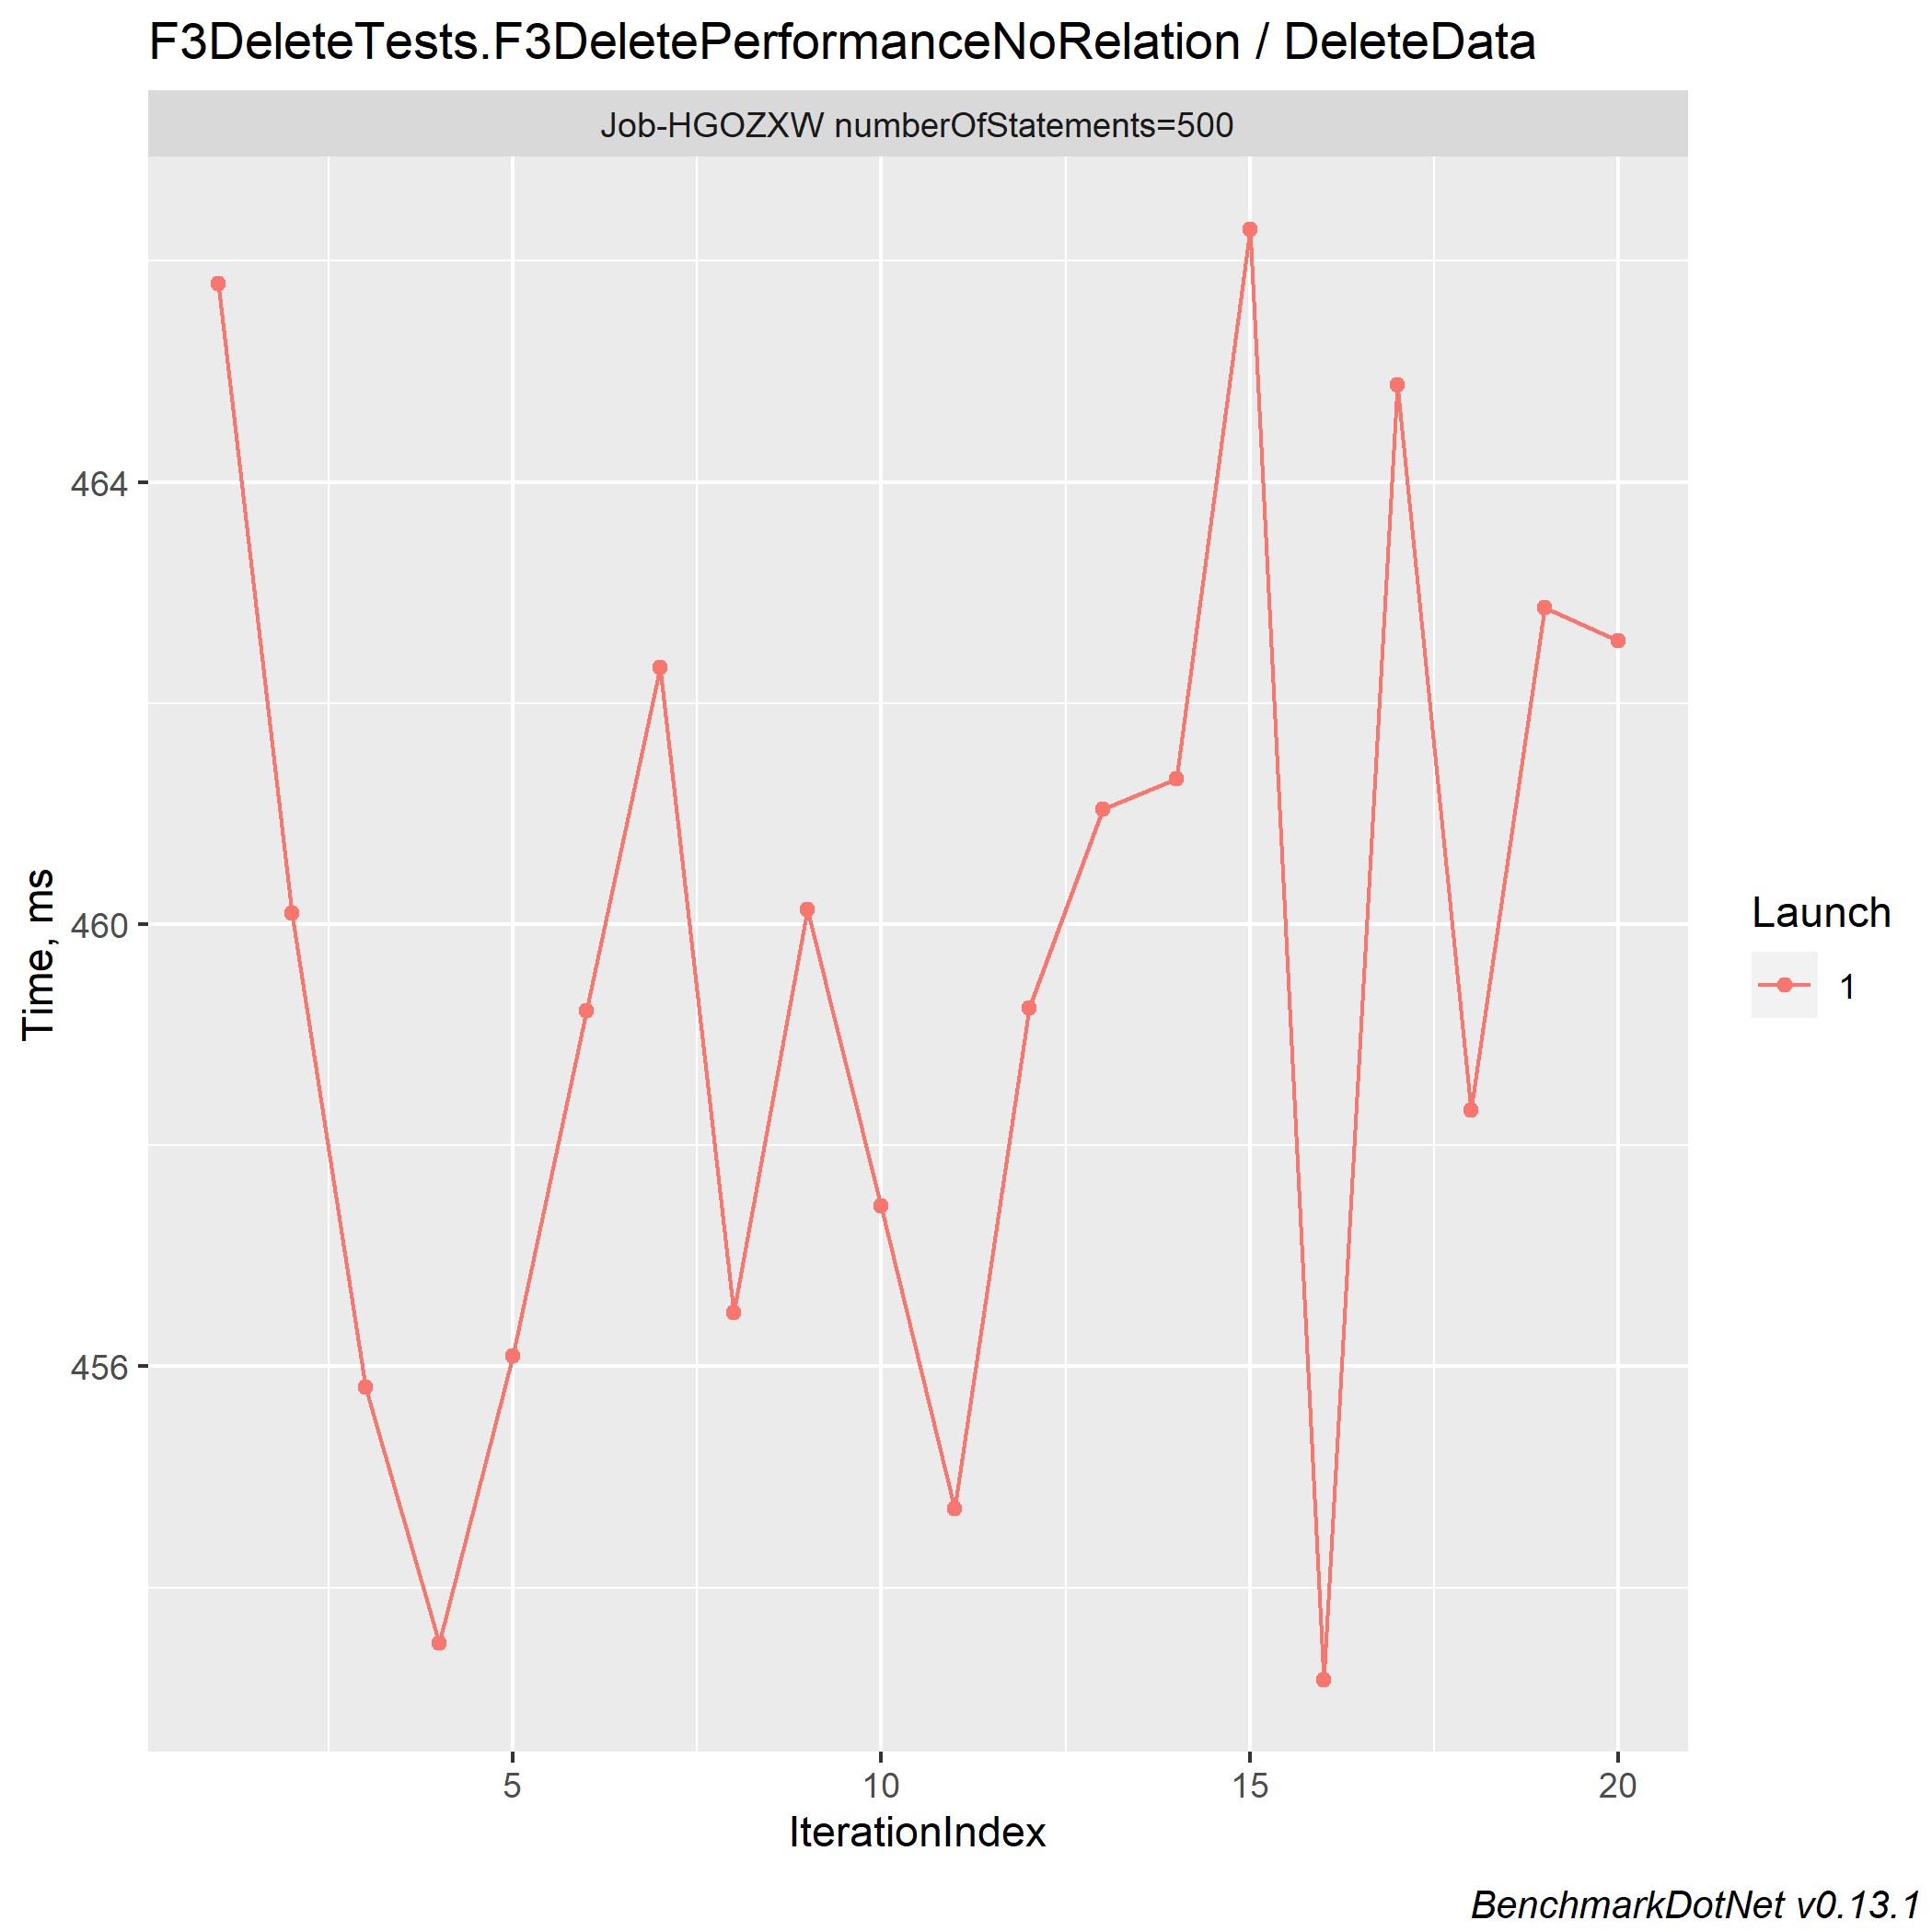 F3DeleteTests.F3DeletePerformanceNoRelation / DeleteData
Job-HGOZXW numberOfStatements=500
Time, ms
464
460
456
5
10
15
20
IterationIndex
Launch
1
BenchmarkDotNet v0.13.1